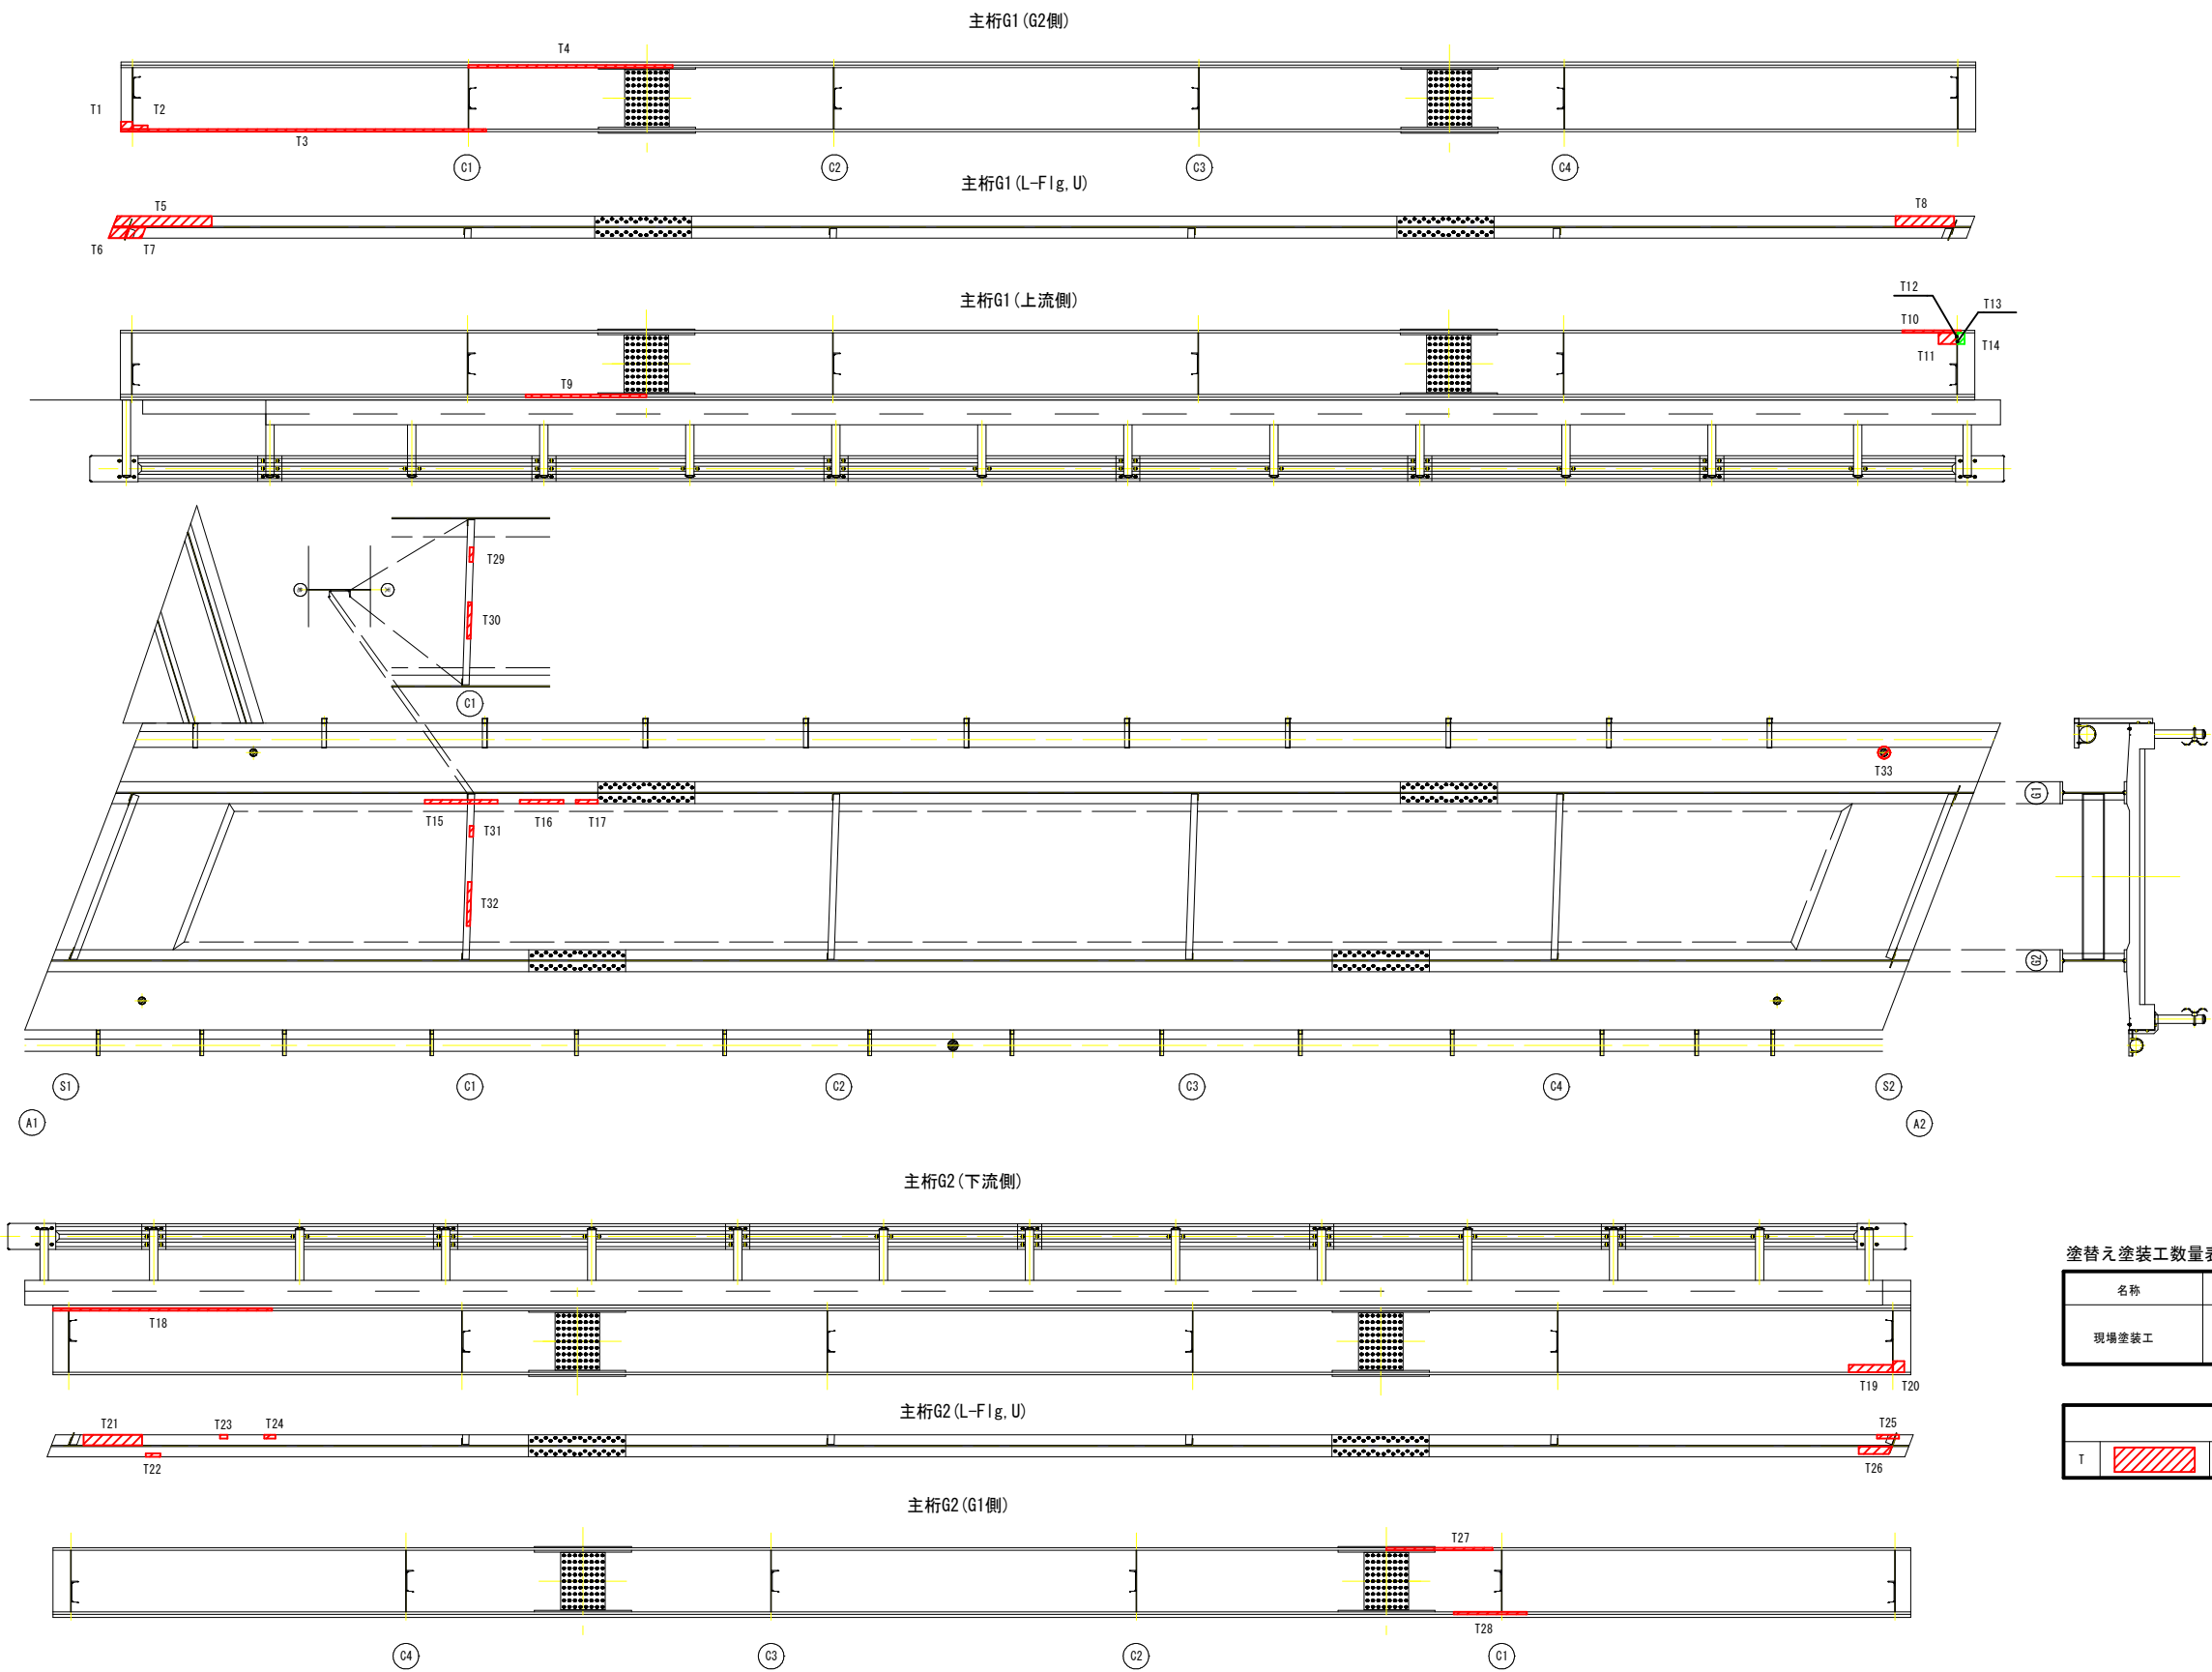 主桁G1(G2側)
T4
T1
T2
T3
C1
C2
C3
C4
主桁G1(L-Flg,U)
T5
T8
T6
T7
主桁G1(上流側)
T12
T13
T10
T11
T14
T9
T29
T30
C1
T33
T15
T16
T17
T31
T32
G1
G2
S1
C1
C2
C3
C4
S2
A1
A2
主桁G2(下流側)
T18
T19
T20
主桁G2(L-Flg,U)
T21
T23
T24
T25
T22
T26
主桁G2(G1側)
T27
T28
C4
C3
C2
C1
塗替え塗装工数量表
名称
現場塗装工
T